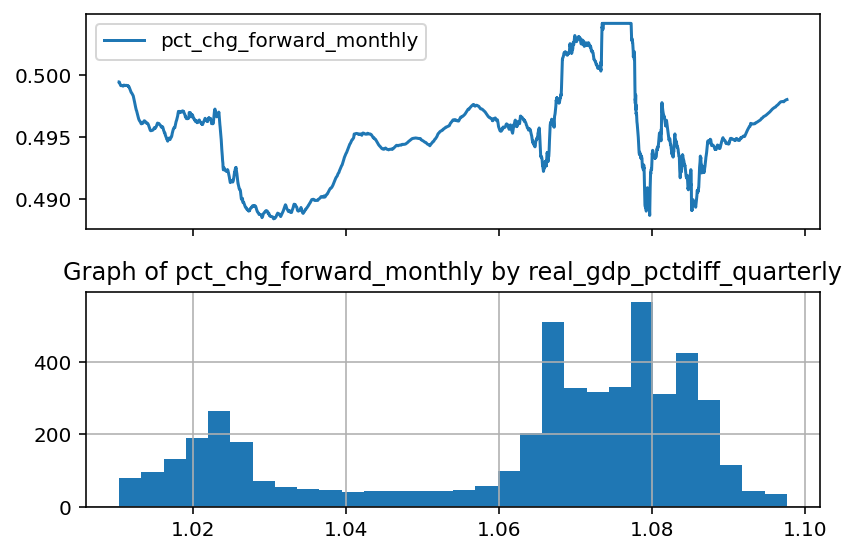 pct_chg_forward_monthly
0.500
0.495
0.490
Graph of pct_chg_forward_monthly by real_gdp_pctdiff_quarterly
400
200
0
1.02 1.04 1.06 1.08 1.10